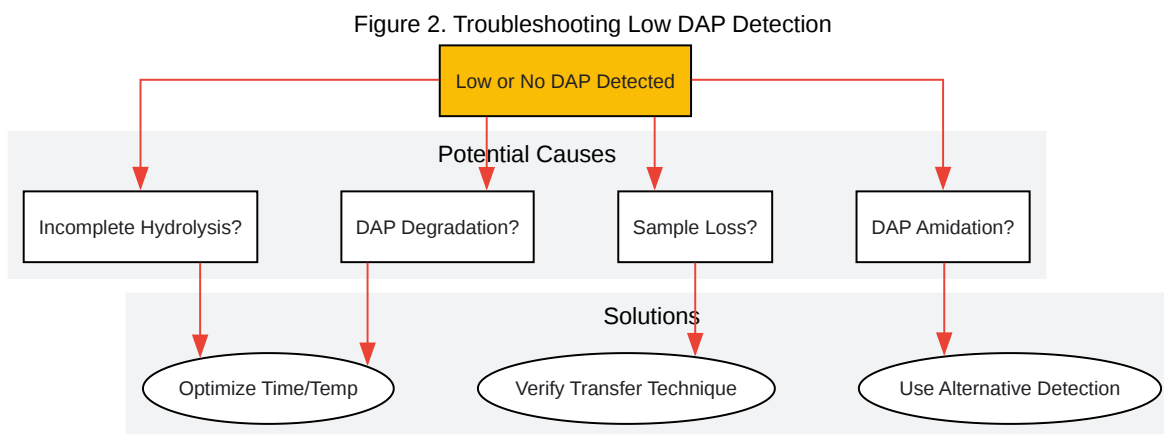 Figure 2. Troubleshooting Low DAP Detection
Low or No DAP Detected
Potential Causes
Incomplete Hydrolysis?
DAP Degradation?
Sample Loss?
DAP Amidation?
Solutions
Optimize Time/Temp
Verify Transfer Technique
Use Alternative Detection